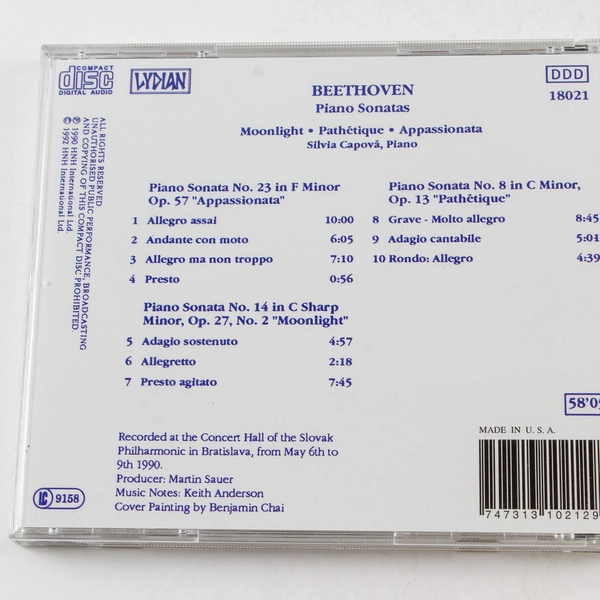 COMPACT
disc
DIGITAL AUDIO
LYDIAN
DDD
18021
BEETHOVEN
Piano Sonatas
Moonlight • Pathétique • Appassionata
Silvia Capová, Piano
ALL RIGHTS RESERVED
UNAUTHORISED PUBLIC PERFORMANCE, BROADCASTING
AND COPYING OF THIS COMPACT DISC PROHIBITED.
℗ 1990 HNH International Ltd.
© 1992 HNH International Ltd.
Piano Sonata No. 23 in F Minor
Op. 57 "Appassionata"
1 Allegro assai 10:00
2 Andante con moto 6:05
3 Allegro ma non troppo 7:10
4 Presto 0:56
Piano Sonata No. 14 in C Sharp
Minor, Op. 27, No. 2 "Moonlight"
5 Adagio sostenuto 4:57
6 Allegretto 2:18
7 Presto agitato 7:45
Piano Sonata No. 8 in C Minor,
Op. 13 "Pathétique"
8 Grave - Molto allegro 8:45
9 Adagio cantabile 5:01
10 Rondo: Allegro 4:39
Recorded at the Concert Hall of the Slovak
Philharmonic in Bratislava, from May 6th to
9th 1990.
Producer: Martin Sauer
Music Notes: Keith Anderson
Cover Painting by Benjamin Chai
LC 9158
MADE IN U. S. A.
7 47313 102129